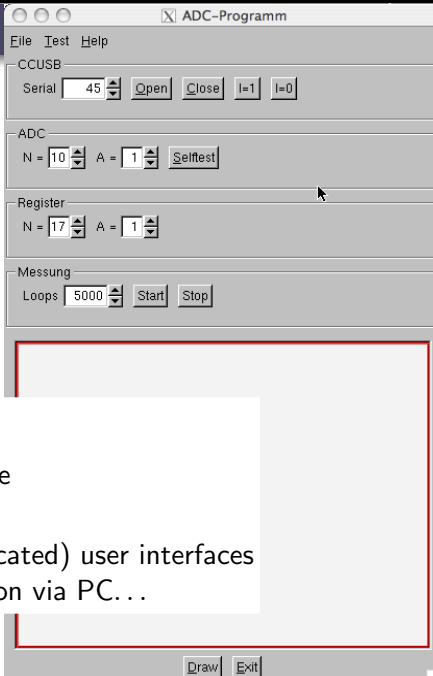 X ADC-Programm
File Test Help
CCUSB
Serial 45 Open Close I=1 I=0
ADC
N = 10 A = 1 Selftest
Register
N = 17 A = 1
Messung
Loops 5000 Start Stop
e
cated) user interfaces
on via PC...
Draw Exit